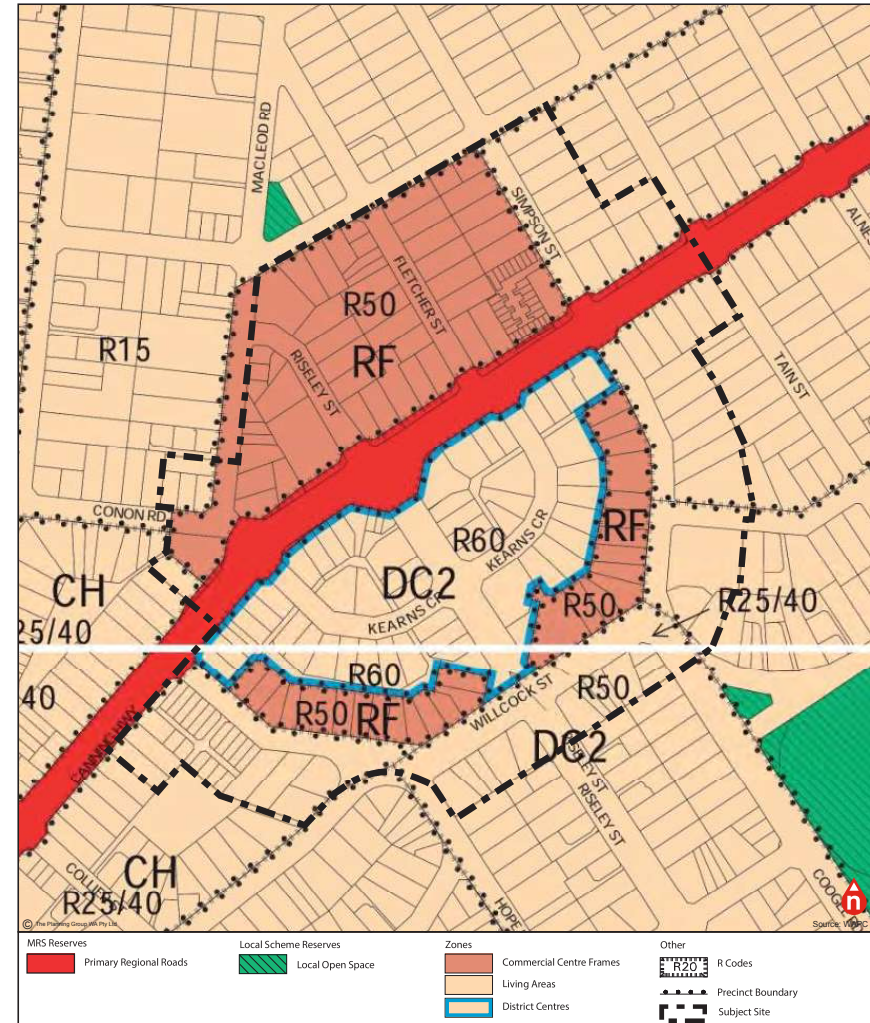 MACLEOD RD
SIMPSON ST
FLETCHER ST
R50
RF
R15
RISELEY ST
TAIN ST
CONON RD
RF
R60
KEARNS CR
CH
DC2
R50
R25/40
25/40
KEARNS CR
R60
R50
40
R50 RF
WILLCOCK ST
CANNING HWY
DC2
RISELEY ST
CH
R25/40
HOPE
n
© The Planning Group WA Pty Ltd
Source: WAPC
MRS Reserves
Primary Regional Roads
Local Scheme Reserves
Local Open Space
Zones
Commercial Centre Frames
Living Areas
District Centres
Other
R20
R Codes
Precinct Boundary
Subject Site